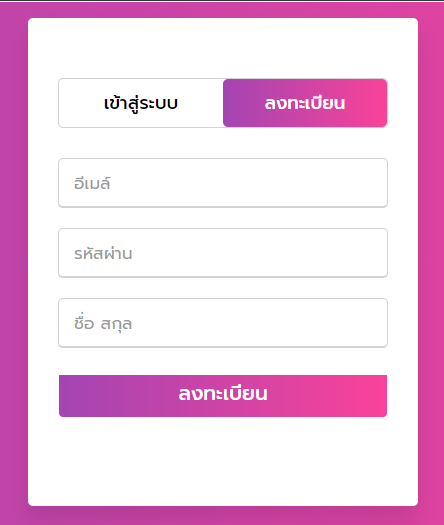 เข้าสู่ระบบ ลงทะเบียน
อีเมล์
รหัสผ่าน
ชื่อ สกุล
ลงทะเบียน